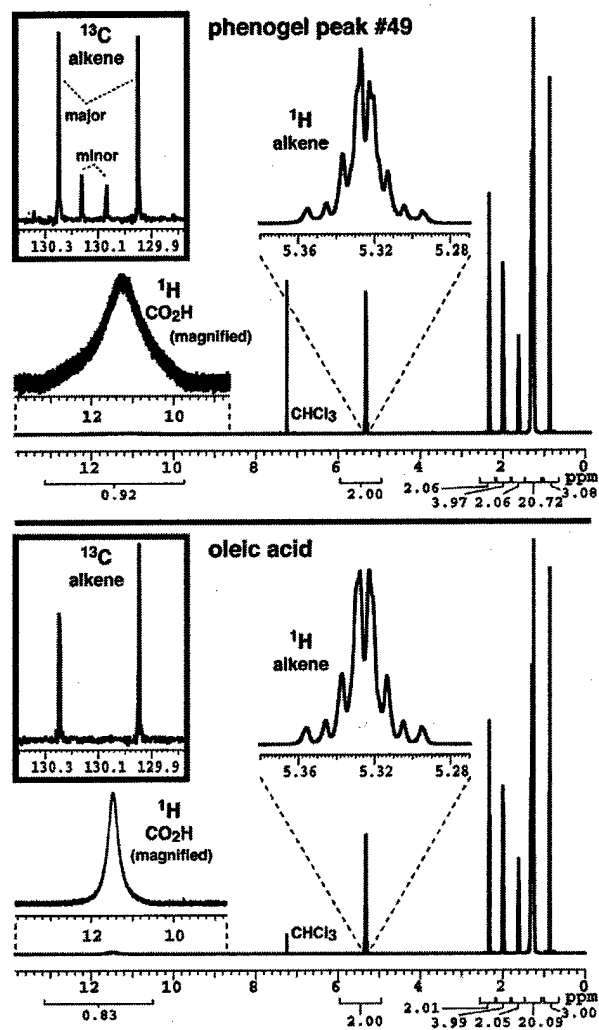 phenogel peak #49
13C
alkene
major
minor
130.3 130.1 129.9
1H
alkene
5.36 5.32 5.28
1H
CO2H
(magnified)
12 10
CHCl3
12 10 8 6 4 2 0
ppm
0.92
2.00
2.06
3.97
2.06
20.72
3.08
oleic acid
13C
alkene
130.3 130.1 129.9
1H
alkene
5.36 5.32 5.28
1H
CO2H
(magnified)
12 10
CHCl3
12 10 8 6 4 2 0
ppm
0.83
2.00
2.01
3.99
2.05
20.09
3.00